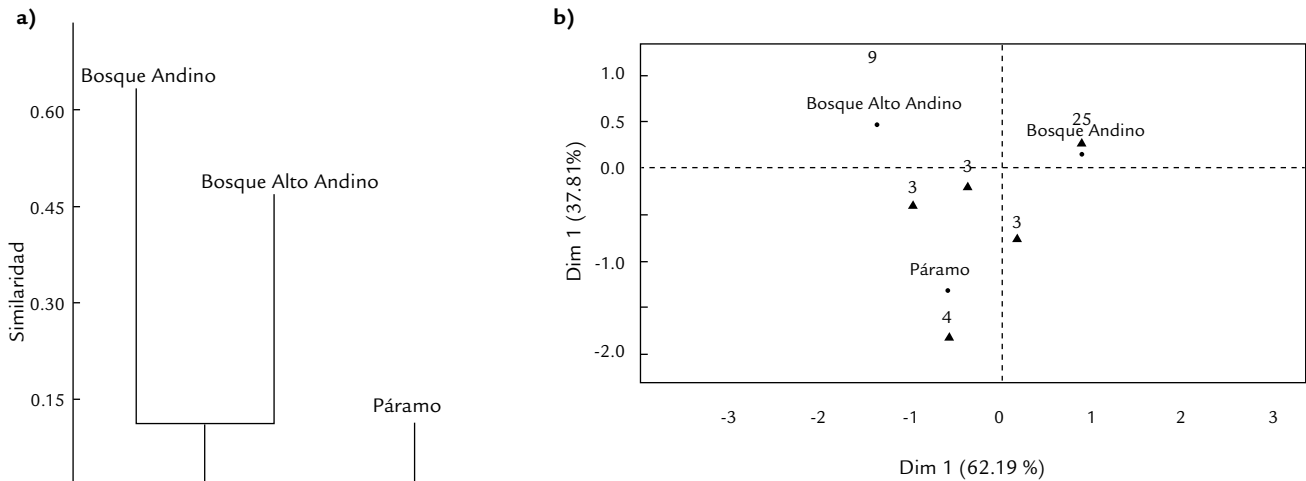 a)
Bosque Andino
Bosque Alto Andino
Páramo
Similaridad
0.60
0.45
0.30
0.15
b)
9
Bosque Alto Andino
25
Bosque Andino
3
3
3
Páramo
4
Dim 1 (37.81%)
1.0
0.5
0.0
-1.0
-2.0
-3 -2 -1 0 1 2 3
Dim 1 (62.19 %)